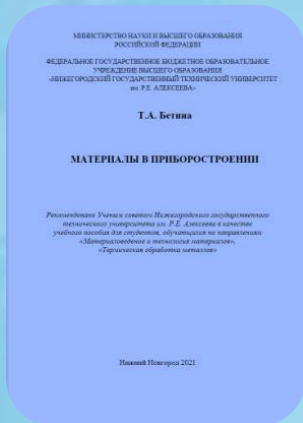 МИНИСТЕРСТВО НАУКИ И ВЫСШЕГО ОБРАЗОВАНИЯ
РОССИЙСКОЙ ФЕДЕРАЦИИ
ФЕДЕРАЛЬНОЕ ГОСУДАРСТВЕННОЕ БЮДЖЕТНОЕ ОБРАЗОВАТЕЛЬНОЕ
УЧРЕЖДЕНИЕ ВЫСШЕГО ОБРАЗОВАНИЯ
«НИЖЕГОРОДСКИЙ ГОСУДАРСТВЕННЫЙ ТЕХНИЧЕСКИЙ УНИВЕРСИТЕТ
им. Р.Е. АЛЕКСЕЕВА»
Т.А. Бетина
МАТЕРИАЛЫ В ПРИБОРОСТРОЕНИИ
Рекомендовано Ученым советом Нижегородского государственного
технического университета им. Р.Е. Алексеева в качестве
учебного пособия для студентов, обучающихся по направлениям
«Материаловедение и технология материалов»,
«Термическая обработка металлов»
Нижний Новгород 2021